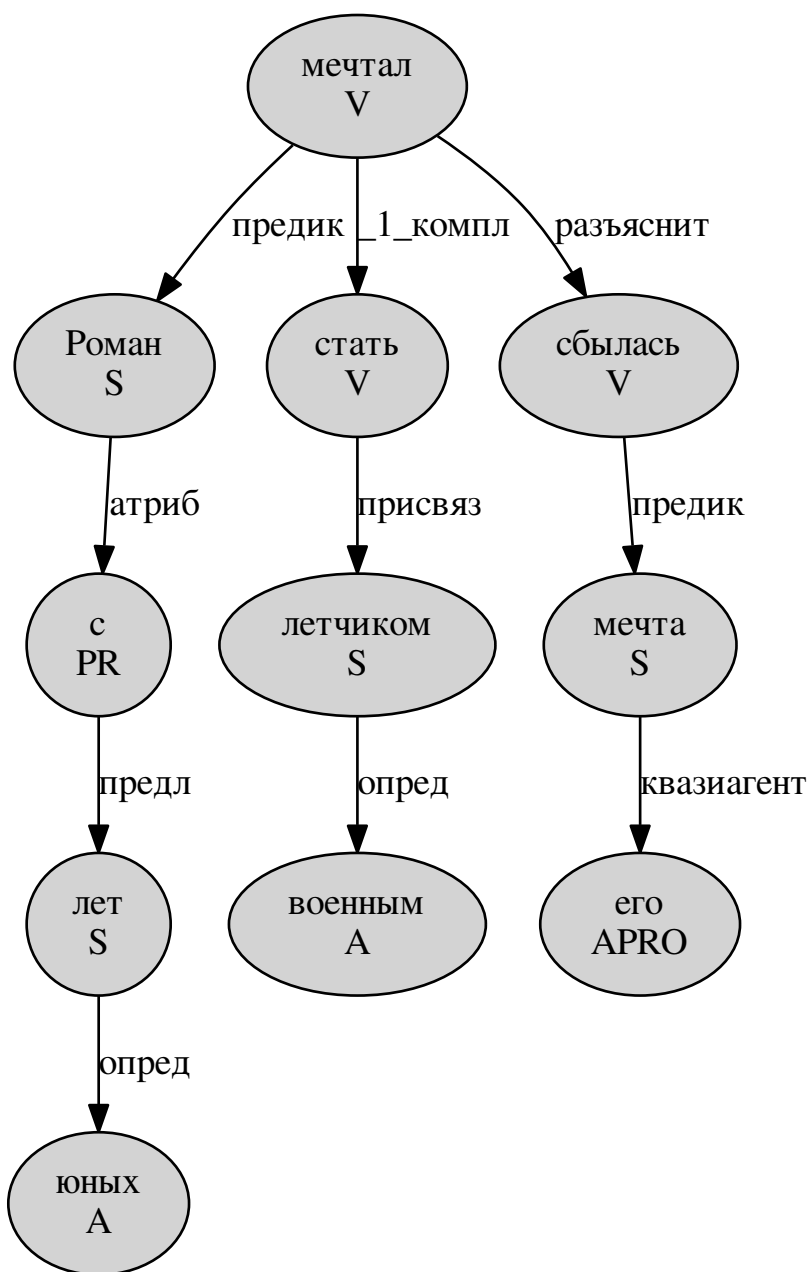 мечтал
V
предик
_1_компл
разъяснит
Роман
S
стать
V
сбылась
V
атриб
присвяз
предик
с
PR
летчиком
S
мечта
S
предл
опред
квазиагент
лет
S
военным
A
его
APRO
опред
юных
A